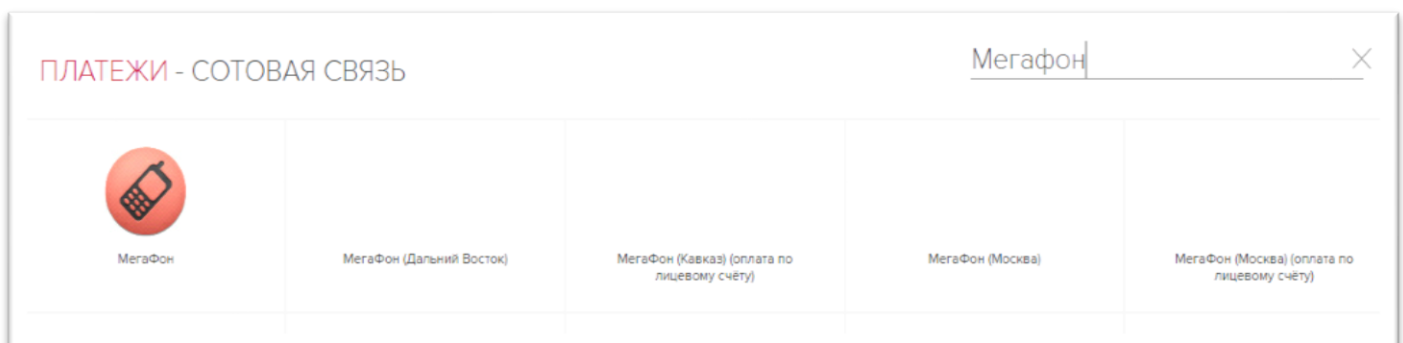 ПЛАТЕЖИ - СОТОВАЯ СВЯЗЬ
Мегафон
МегаФон
МегаФон (Дальний Восток)
МегаФон (Кавказ) (оплата по
лицевому счёту)
МегаФон (Москва)
МегаФон (Москва) (оплата по
лицевому счёту)